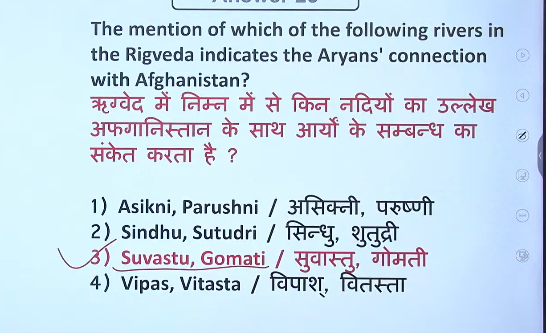 The mention of which of the following rivers in
the Rigveda indicates the Aryans' connection
with Afghanistan?
ऋग्वेद में निम्न में से किन नदियों का उल्लेख
अफगानिस्तान के साथ आर्यों के सम्बन्ध का
संकेत करता है ?
1) Asikni, Parushni / असिक्नी, परुष्णी
2) Sindhu, Sutudri / सिन्धु, शुतुद्री
3) Suvastu, Gomati / सुवास्तु, गोमती
4) Vipas, Vitasta / विपाश्, वितस्ता